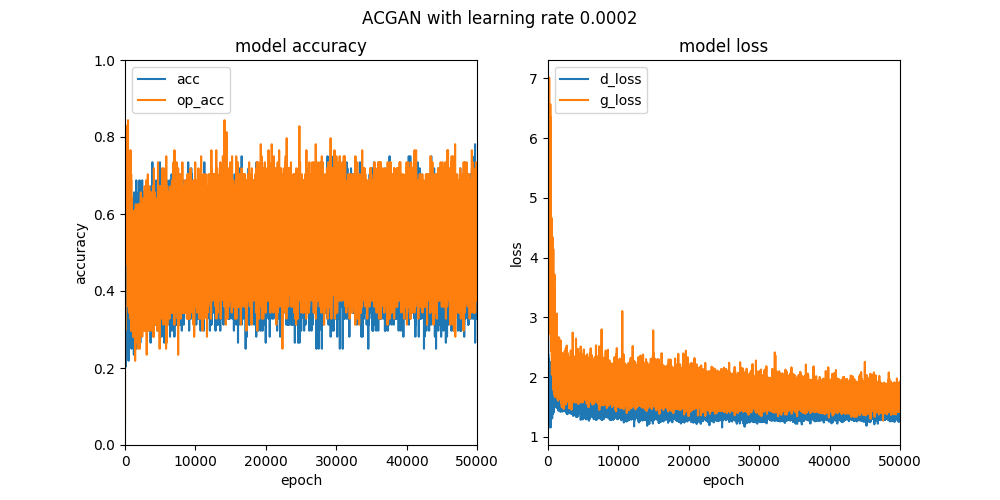 ACGAN with learning rate 0.0002
model accuracy
acc
op_acc
1.0
0.8
0.6
0.4
0.2
0.0
accuracy
0 10000 20000 30000 40000 50000
epoch
model loss
d_loss
g_loss
7
6
5
4
3
2
1
loss
0 10000 20000 30000 40000 50000
epoch